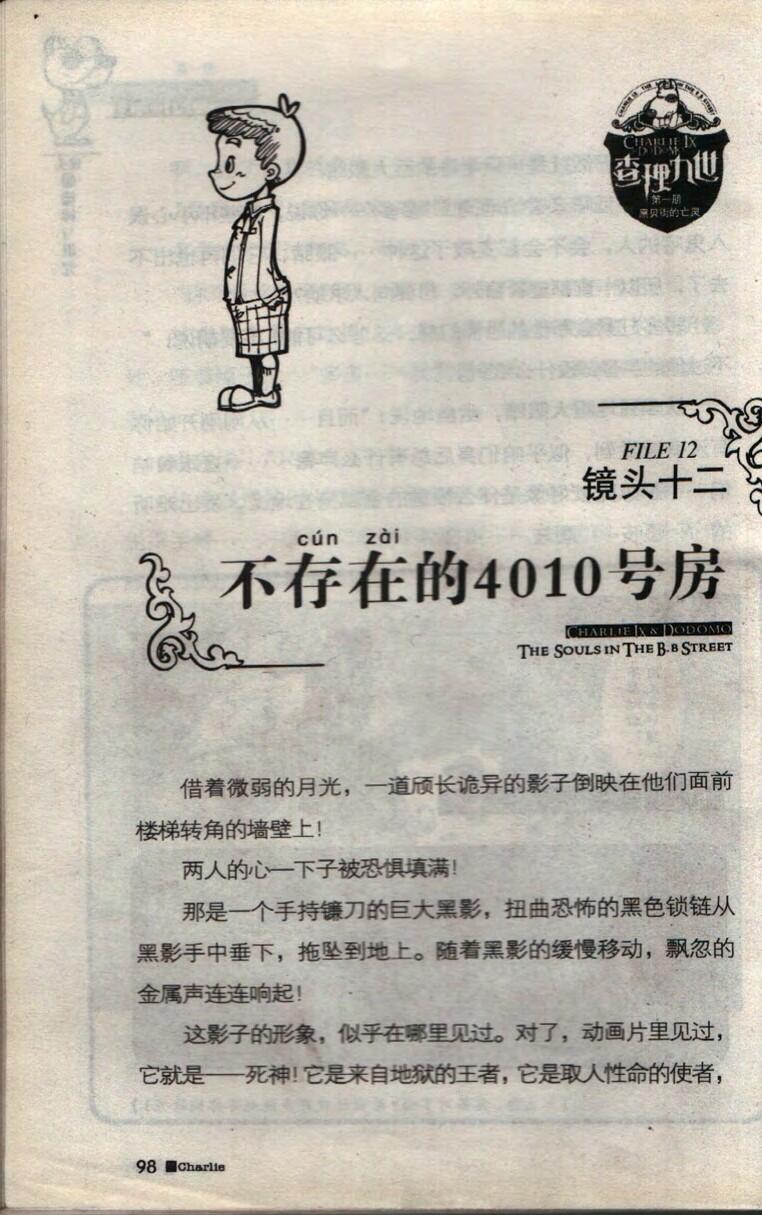 CHARLIE IX
DODOMO
查理九世
第一册
黑贝街的亡灵
FILE 12
镜头十二
cún zài
不存在的4010号房
CHARLIE IX & DODOMO
THE SOULS IN THE B.B STREET
借着微弱的月光，一道颀长诡异的影子倒映在他们面前
楼梯转角的墙壁上！
两人的心一下子被恐惧填满！
那是一个手持镰刀的巨大黑影，扭曲恐怖的黑色锁链从
黑影手中垂下，拖坠到地上。随着黑影的缓慢移动，飘忽的
金属声连连响起！
这影子的形象，似乎在哪里见过。对了，动画片里见过，
它就是——死神！它是来自地狱的王者，它是取人性命的使者，
98 ■Charlie